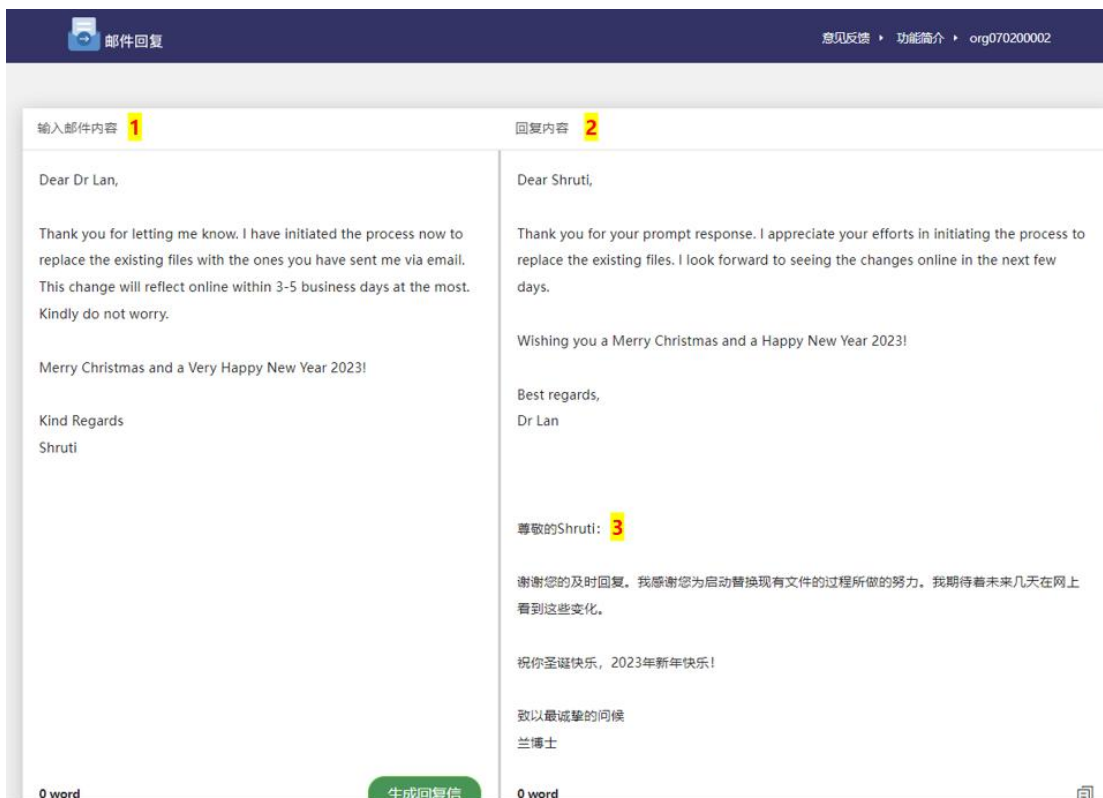 邮件回复
意见反馈 功能简介 org070200002
输入邮件内容 1
Dear Dr Lan,
Thank you for letting me know. I have initiated the process now to
replace the existing files with the ones you have sent me via email.
This change will reflect online within 3-5 business days at the most.
Kindly do not worry.
Merry Christmas and a Very Happy New Year 2023!
Kind Regards
Shruti
0 word
生成回复信
回复内容 2
Dear Shruti,
Thank you for your prompt response. I appreciate your efforts in initiating the process to
replace the existing files. I look forward to seeing the changes online in the next few
days.
Wishing you a Merry Christmas and a Happy New Year 2023!
Best regards,
Dr Lan
尊敬的Shruti: 3
谢谢您的及时回复。我感谢您为启动替换现有文件的过程所做的努力。我期待着未来几天在网上
看到这些变化。
祝你圣诞快乐，2023年新年快乐！
致以最诚挚的问候
兰博士
0 word